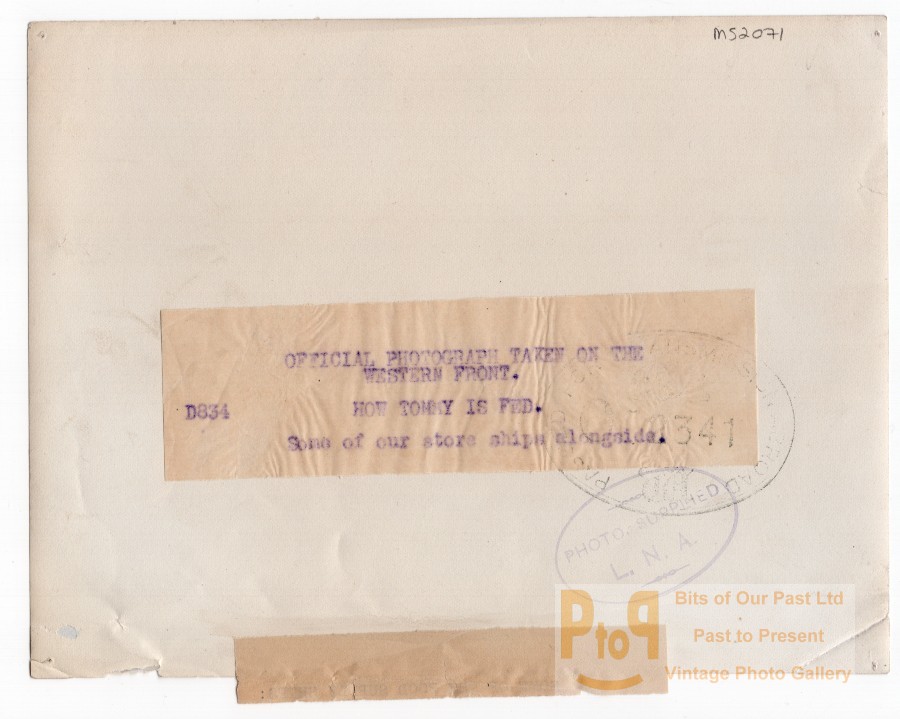 MS2071
OFFICIAL PHOTOGRAPH TAKEN ON THE
WESTERN FRONT.
D834 HOW TOMMY IS FED.
Some of our store ships alongside.
341
PHOTO. SUPPLIED
L. N. A.
PtoP
Bits of Our Past Ltd
Past to Present
Vintage Photo Gallery